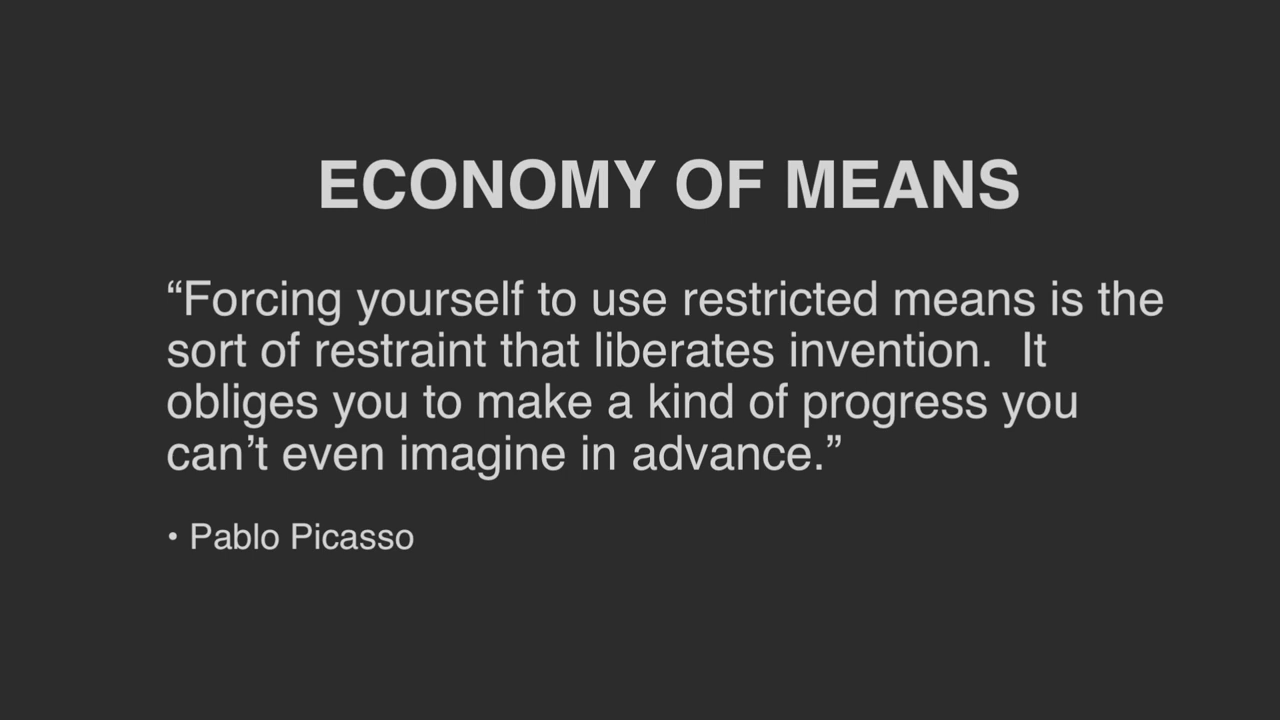 ECONOMY OF MEANS
“Forcing yourself to use restricted means is the
sort of restraint that liberates invention.  It
obliges you to make a kind of progress you
can’t even imagine in advance.”
• Pablo Picasso